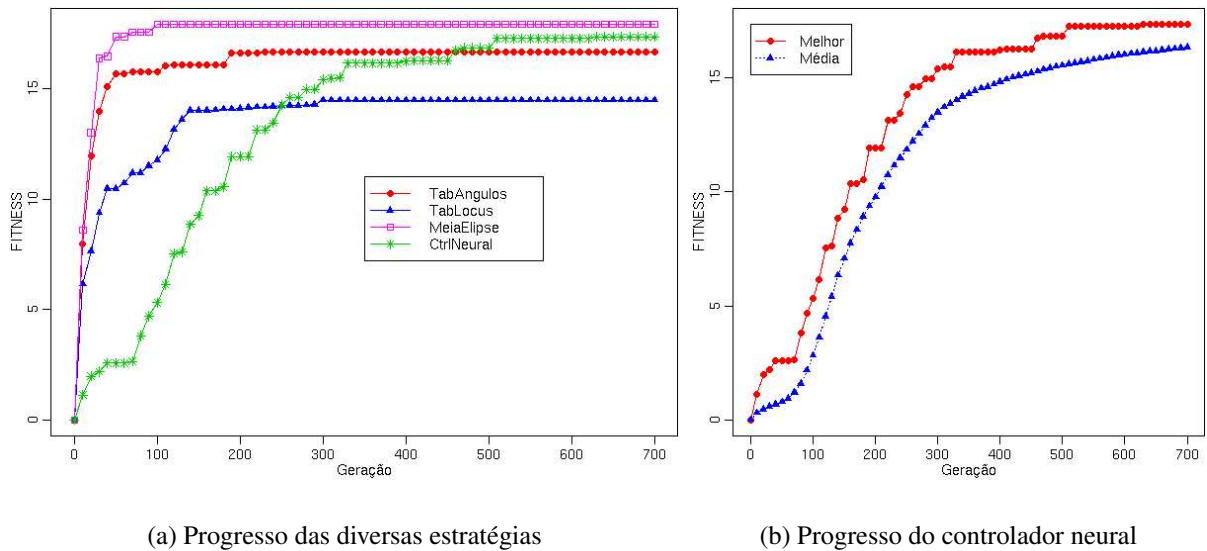 FITNESS
15
10
5
0
TabAngulos
TabLocus
MeiaElipse
CtrlNeural
0 100 200 300 400 500 600 700
Geração
(a) Progresso das diversas estratégias
FITNESS
15
10
5
0
Melhor
Média
0 100 200 300 400 500 600 700
Geração
(b) Progresso do controlador neural